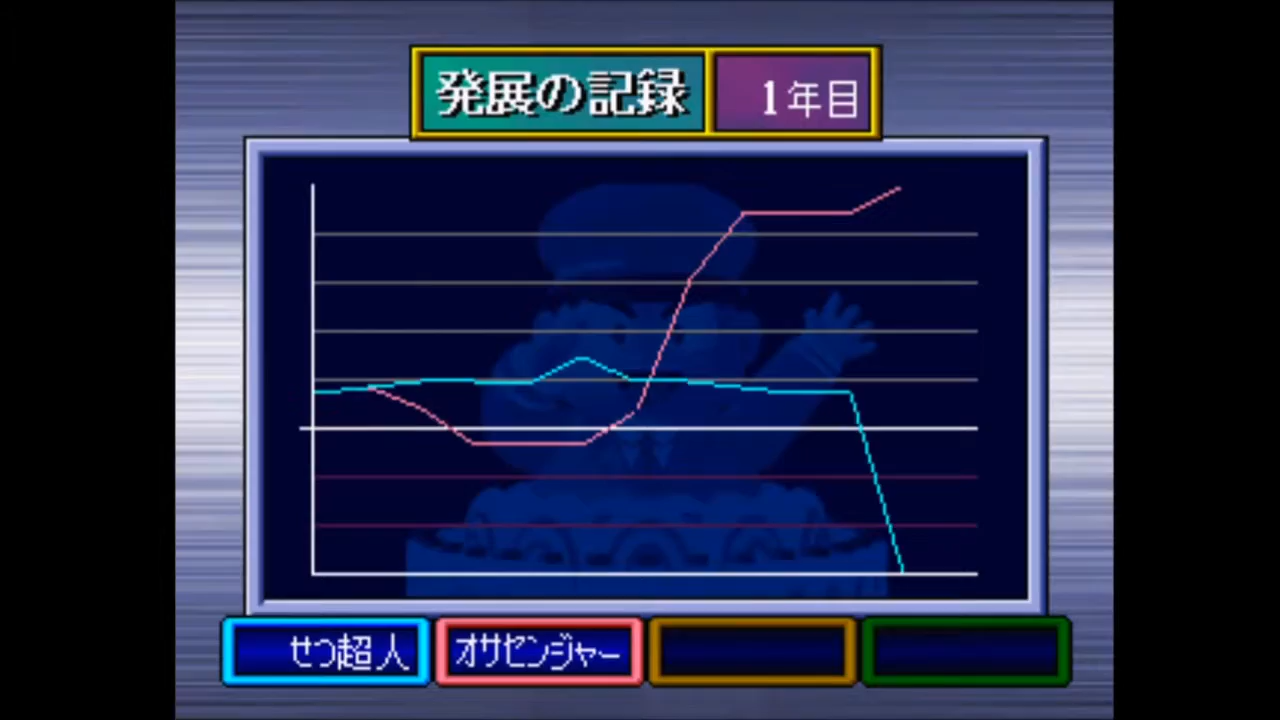 発展の記録
1年目
せつ超人
オサセンジャー